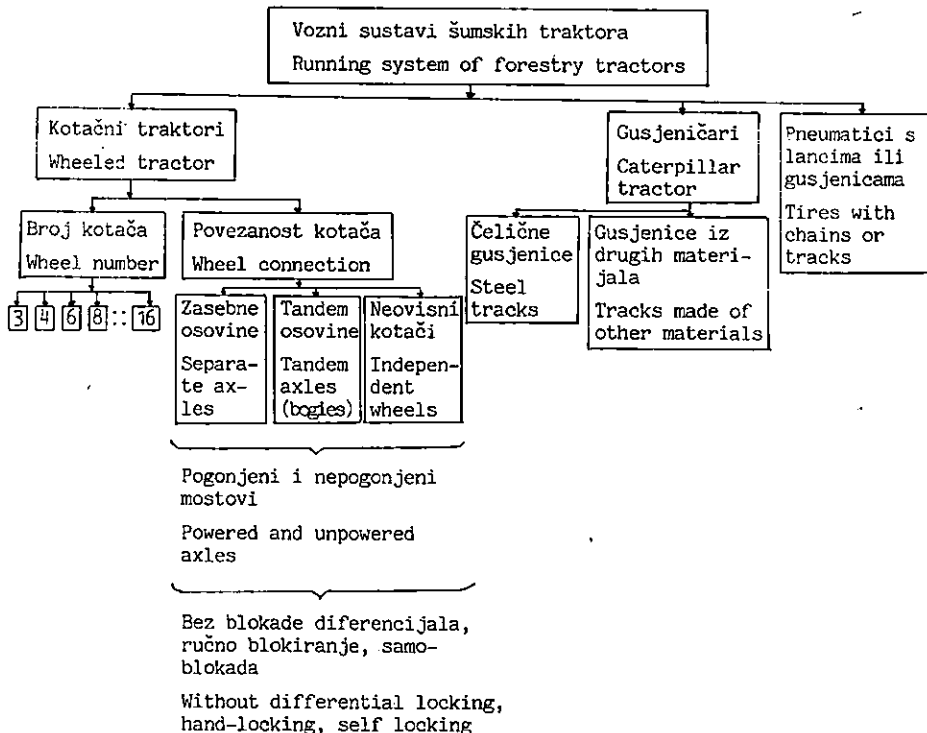 Vozni sustavi šumskih traktora
Running system of forestry tractors
Kotačni traktori
Wheeled tractor
Gusjeničari
Caterpillar
tractor
Pneumatici s
lancima ili
gusjenicama
Tires with
chains or
tracks
Broj kotača
Wheel number
Povezanost kotača
Wheel connection
Čelične
gusjenice
Steel
tracks
Gusjenice iz
drugih materi-
jala
Tracks made of
other materials
3 4 6 8 :: 16
Zasebne
osovine
Separa-
te ax-
les
Tandem
osovine
Tandem
axles
(bogies)
Neovisni
kotači
Indepen-
dent
wheels
Pogonjeni i nepogonjeni
mostovi
Powered and unpowered
axles
Bez blokade diferencijala,
ručno blokiranje, samo-
blokada
Without differential locking,
hand-locking, self locking